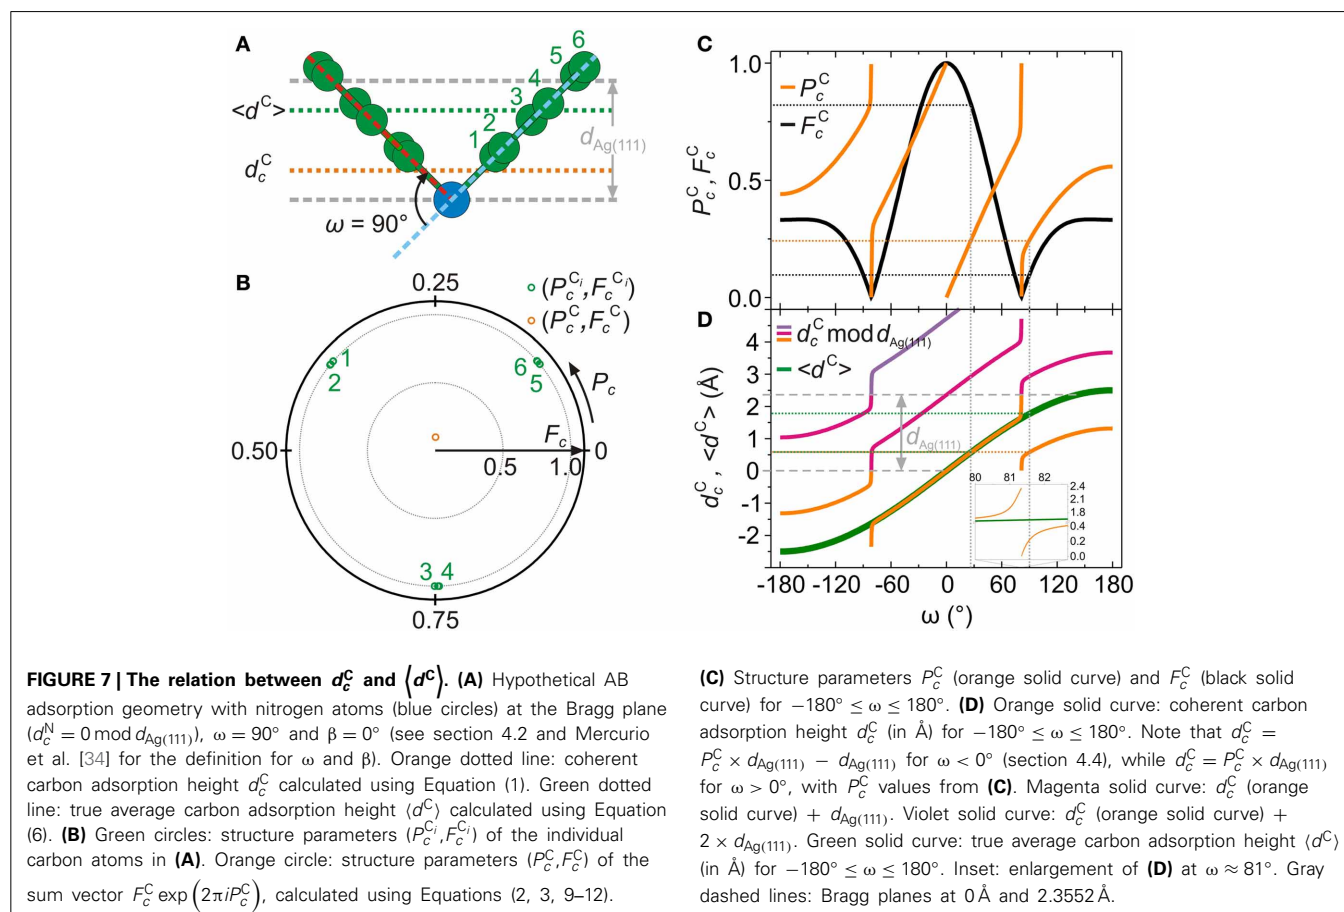 A
6
5
4
3
2
1
<d^C>
d_Ag(111)
d_c^C
ω = 90°
B
0.25
(P_c^{C_i},F_c^{C_i})
(P_c^C,F_c^C)
1
2
6
5
P_c
0.50
F_c
0
0.5
1.0
3 4
0.75
C
1.0
P_c^C
F_c^C
0.5
0.0
P_c^C, F_c^C
D
d_c^C mod d_Ag(111)
<d^C>
4
3
2
1
0
-1
-2
d_c^C, <d^C> (Å)
d_Ag(111)
80 81 82
2.4
2.1
1.8
0.4
0.2
0.0
-180 -120 -60 0 60 120 180
ω (°)
FIGURE 7 | The relation between d_c^C and ⟨d^C⟩. (A) Hypothetical AB
adsorption geometry with nitrogen atoms (blue circles) at the Bragg plane
(d_c^N = 0 mod d_Ag(111)), ω = 90° and β = 0° (see section 4.2 and Mercurio
et al. [34] for the definition for ω and β). Orange dotted line: coherent
carbon adsorption height d_c^C calculated using Equation (1). Green dotted
line: true average carbon adsorption height ⟨d^C⟩ calculated using Equation
(6). (B) Green circles: structure parameters (P_c^{C_i},F_c^{C_i}) of the individual
carbon atoms in (A). Orange circle: structure parameters (P_c^C,F_c^C) of the
sum vector F_c^C exp(2πiP_c^C), calculated using Equations (2, 3, 9–12).
(C) Structure parameters P_c^C (orange solid curve) and F_c^C (black solid
curve) for −180° ≤ ω ≤ 180°. (D) Orange solid curve: coherent carbon
adsorption height d_c^C (in Å) for −180° ≤ ω ≤ 180°. Note that d_c^C =
P_c^C × d_Ag(111) − d_Ag(111) for ω < 0° (section 4.4), while d_c^C = P_c^C × d_Ag(111)
for ω > 0°, with P_c^C values from (C). Magenta solid curve: d_c^C (orange
solid curve) + d_Ag(111). Violet solid curve: d_c^C (orange solid curve) +
2 × d_Ag(111). Green solid curve: true average carbon adsorption height ⟨d^C⟩
(in Å) for −180° ≤ ω ≤ 180°. Inset: enlargement of (D) at ω ≈ 81°. Gray
dashed lines: Bragg planes at 0 Å and 2.3552 Å.